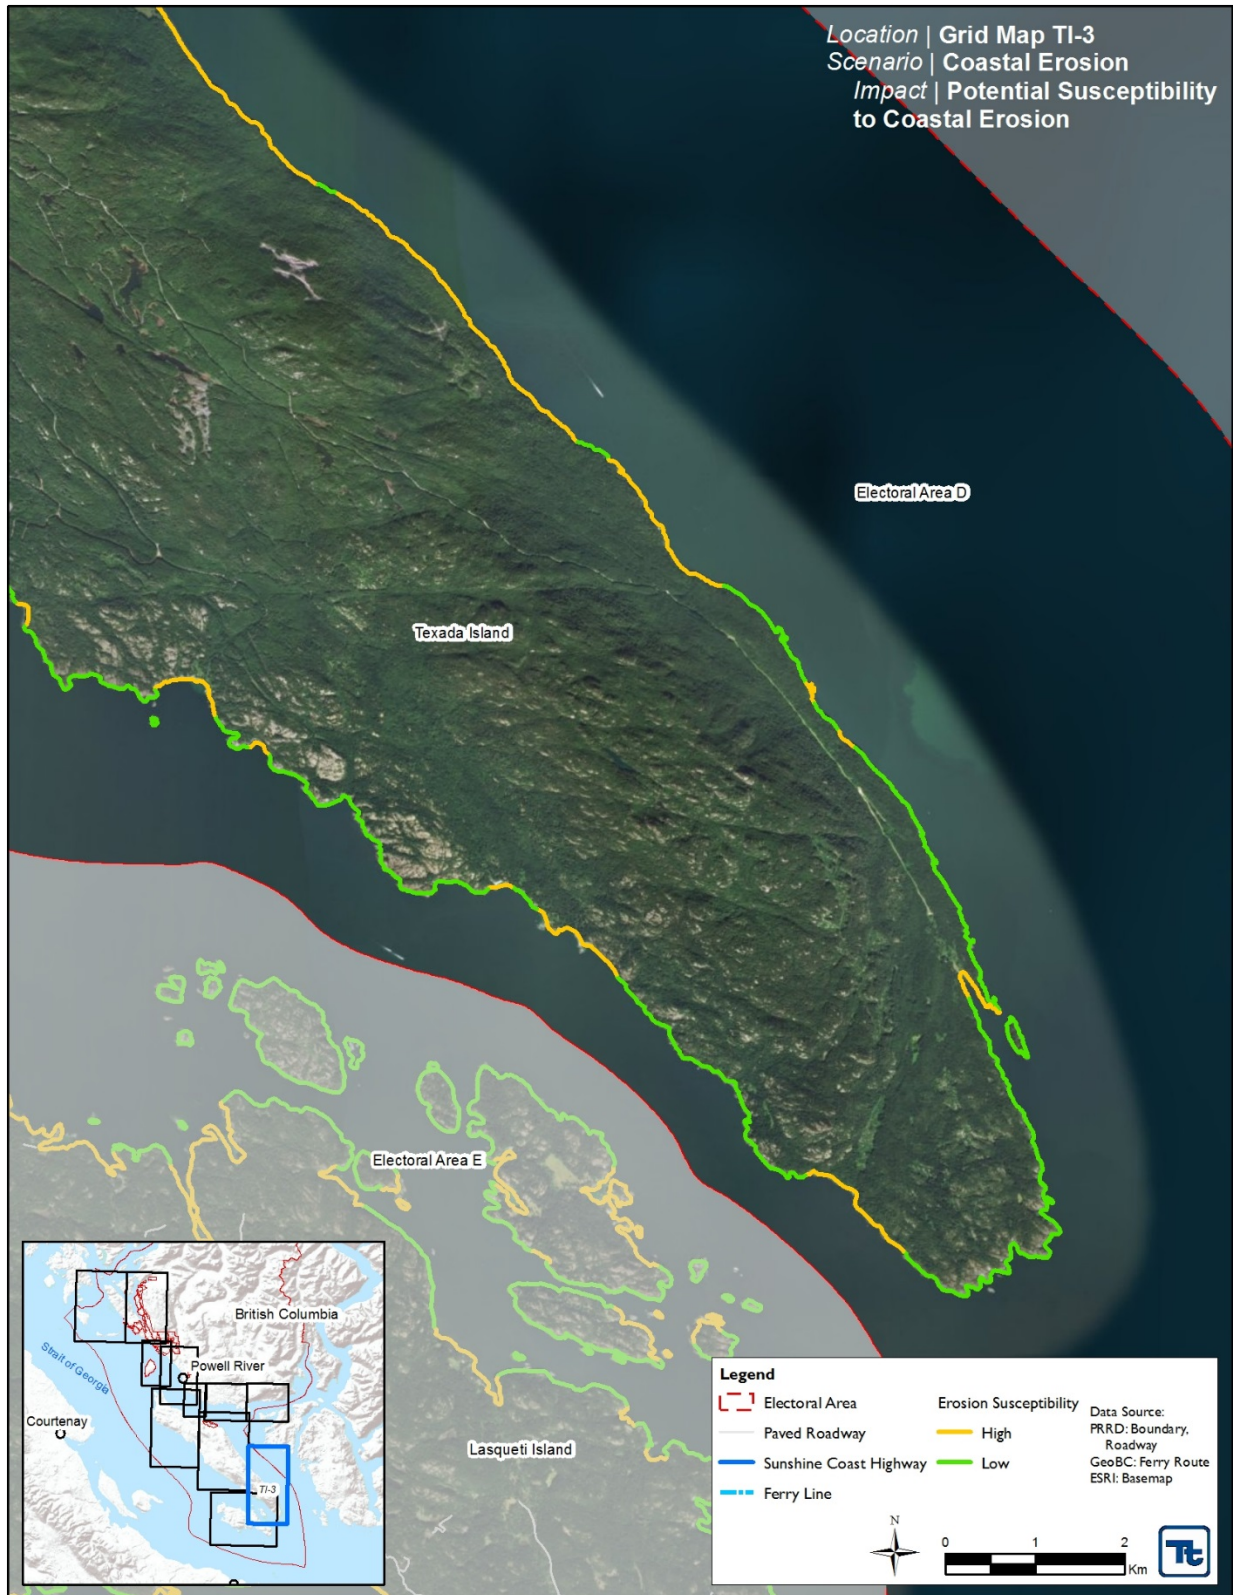 Location | Grid Map TI-3
Scenario | Coastal Erosion
Impact | Potential Susceptibility
to Coastal Erosion
Electoral Area D
Texada Island
Electoral Area E
Lasqueti Island
British Columbia
Strait of Georgia
Powell River
Courtenay
TI-3
Legend
Electoral Area
Paved Roadway
Sunshine Coast Highway
Ferry Line
Erosion Susceptibility
High
Low
Data Source:
PRRD: Boundary,
Roadway
GeoBC: Ferry Route
ESRI: Basemap
N
0 1 2
Km
Tt